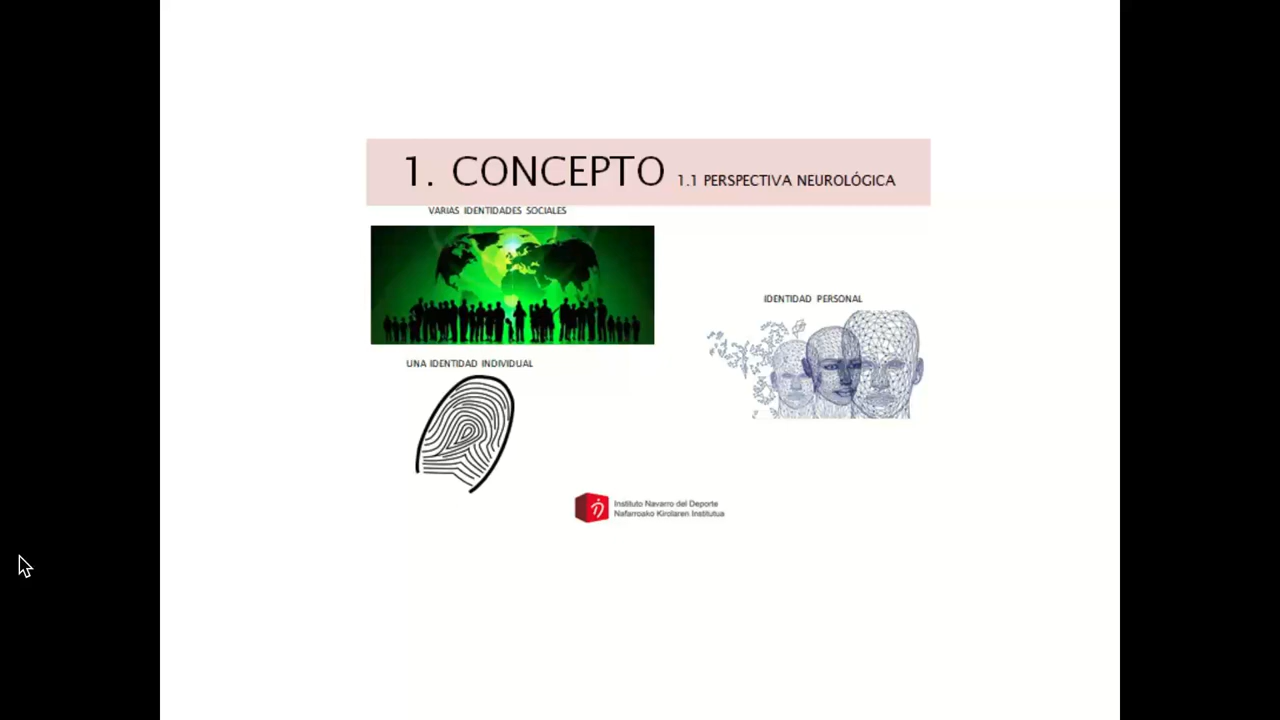 1. CONCEPTO 1.1 PERSPECTIVA NEUROLÓGICA
VARIAS IDENTIDADES SOCIALES
IDENTIDAD PERSONAL
UNA IDENTIDAD INDIVIDUAL
Instituto Navarro del Deporte
Nafarroako Kirolaren Institutua